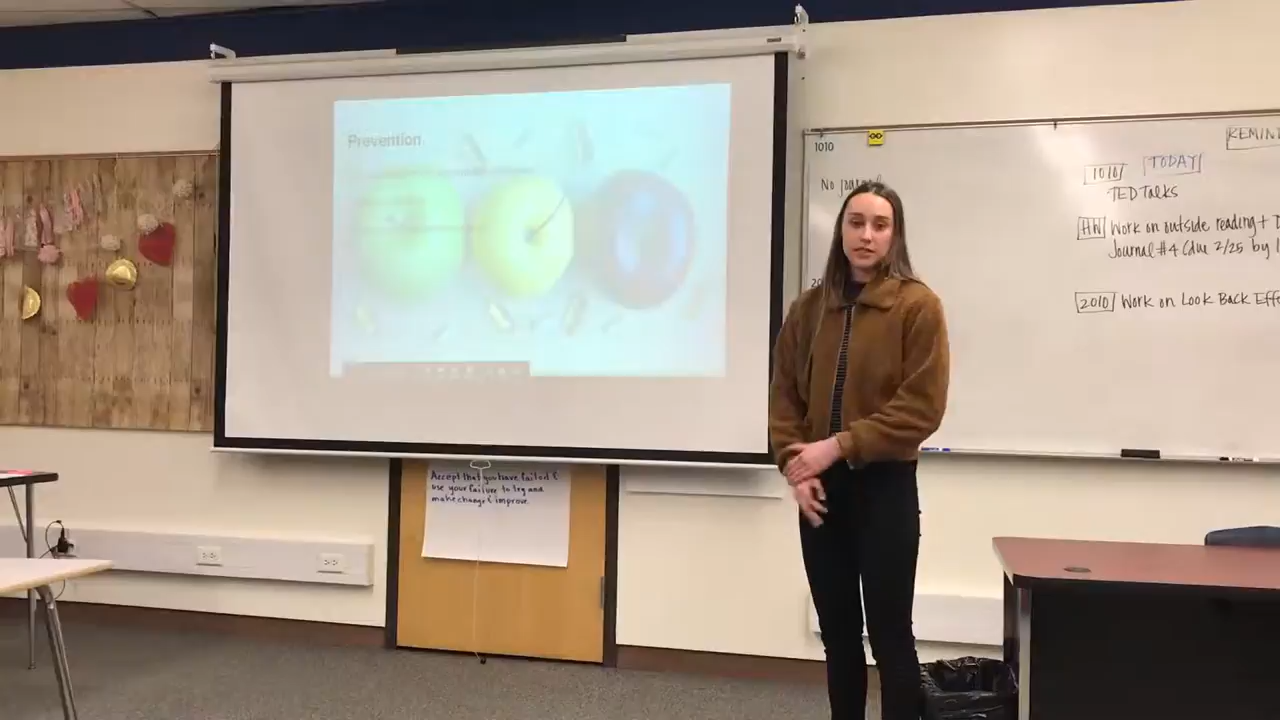 Prevention
1010
No journal
REMIND
1010 TODAY
TED Talks
HW Work on outside reading +
Journal #4 (due 2/25 by
2010 Work on Look Back
Accept that you have failed &
use your failure to try and
make change & improve.